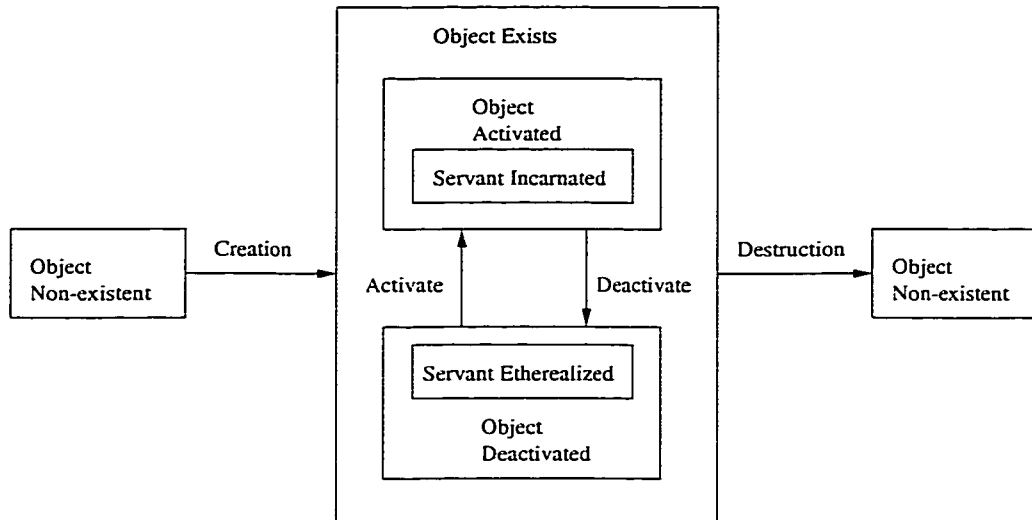 Object Exists
Object
Activated
Servant Incarnated
Creation
Destruction
Object
Non-existent
Activate
Deactivate
Object
Non-existent
Servant Etherealized
Object
Deactivated